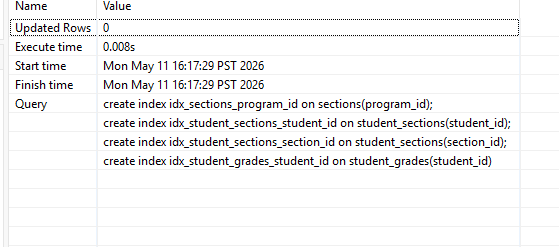 Name Value
Updated Rows 0
Execute time 0.008s
Start time Mon May 11 16:17:29 PST 2026
Finish time Mon May 11 16:17:29 PST 2026
Query create index idx_sections_program_id on sections(program_id);
create index idx_student_sections_student_id on student_sections(student_id);
create index idx_student_sections_section_id on student_sections(section_id);
create index idx_student_grades_student_id on student_grades(student_id)